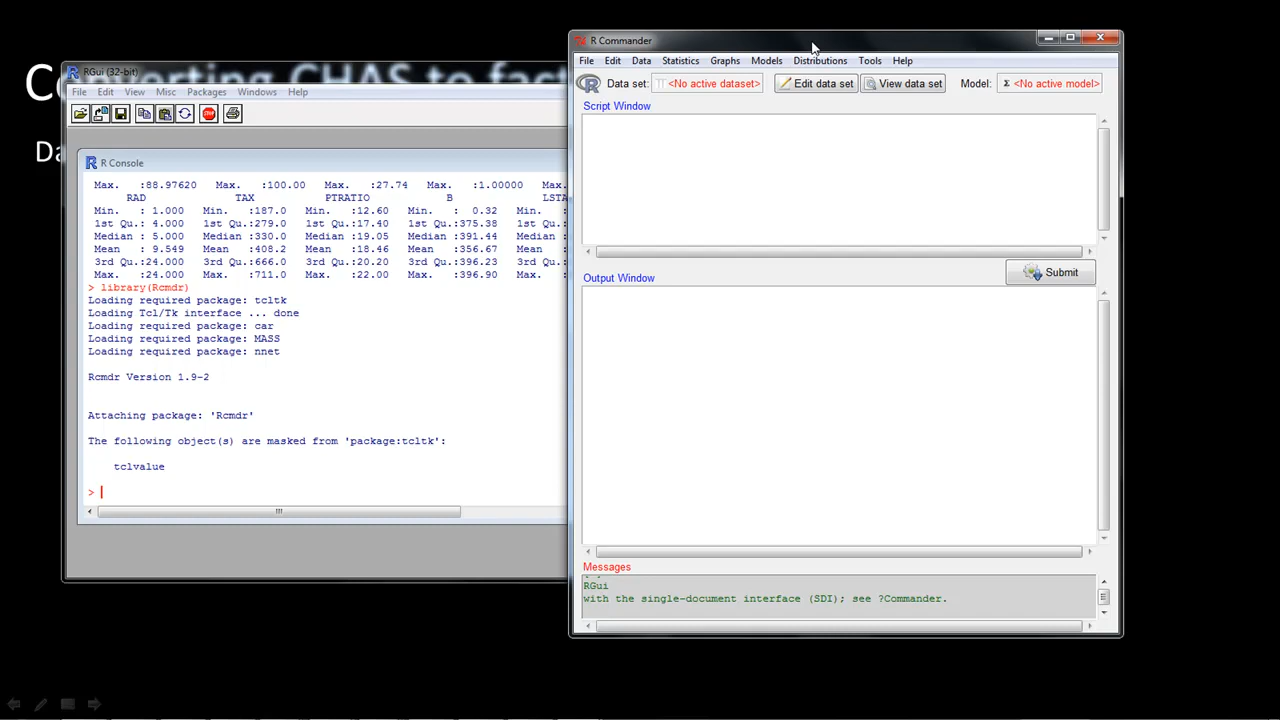 Converting CHAS to fact
Da
RGui (32-bit)
File Edit View Misc Packages Windows Help
STOP
R Console
Max. :88.97620 Max. :100.00 Max. :27.74 Max. :1.00000 Max.
RAD TAX PTRATIO B LSTA
Min. : 1.000 Min. :187.0 Min. :12.60 Min. : 0.32 Min. :
1st Qu.: 4.000 1st Qu.:279.0 1st Qu.:17.40 1st Qu.:375.38 1st Qu.:
Median : 5.000 Median :330.0 Median :19.05 Median :391.44 Median :
Mean : 9.549 Mean :408.2 Mean :18.46 Mean :356.67 Mean :
3rd Qu.:24.000 3rd Qu.:666.0 3rd Qu.:20.20 3rd Qu.:396.23 3rd Qu.:
Max. :24.000 Max. :711.0 Max. :22.00 Max. :396.90 Max. :
> library(Rcmdr)
Loading required package: tcltk
Loading Tcl/Tk interface ... done
Loading required package: car
Loading required package: MASS
Loading required package: nnet
Rcmdr Version 1.9-2
Attaching package: 'Rcmdr'
The following object(s) are masked from 'package:tcltk':
tclvalue
>
R Commander
File Edit Data Statistics Graphs Models Distributions Tools Help
Data set: <No active dataset> Edit data set View data set Model: Σ <No active model>
Script Window
Submit
Output Window
Messages
RGui
with the single-document interface (SDI); see ?Commander.